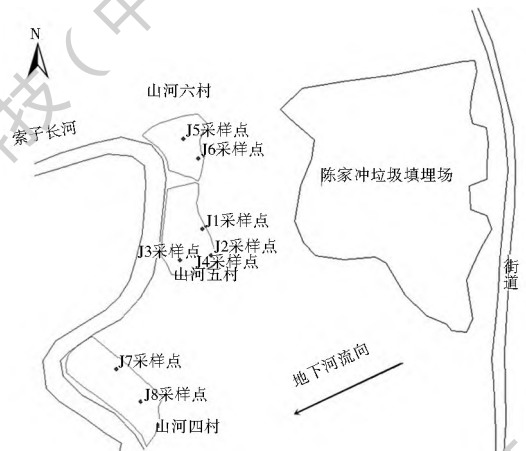 N
山河六村
索子长河
J5采样点
J6采样点
陈家冲垃圾填埋场
J1采样点
J2采样点
J3采样点
J4采样点
山河五村
街道
地下河流向
J7采样点
J8采样点
山河四村
技(中